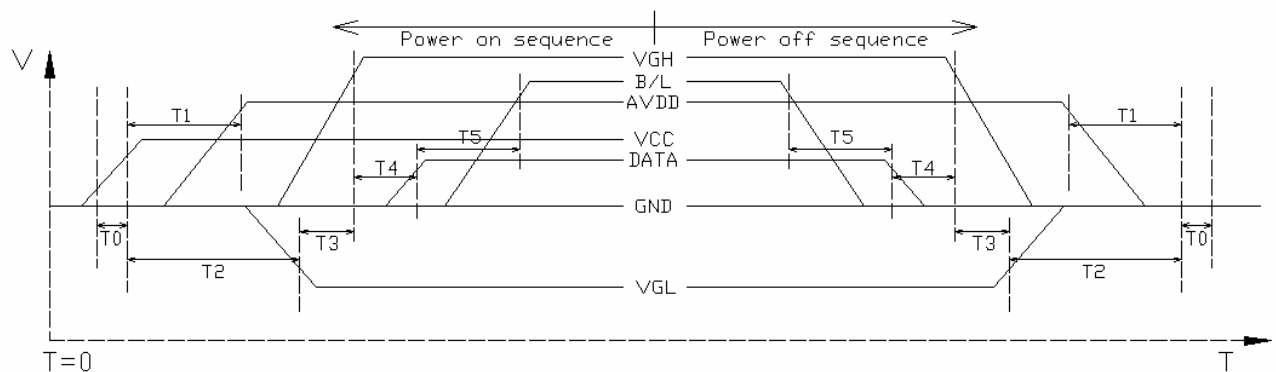 Power on sequence
Power off sequence
V
VGH
B/L
AVDD
T1
T1
VCC
T5
T5
DATA
T4
T4
GND
T0
T3
T3
T0
T2
T2
VGL
T=0
T